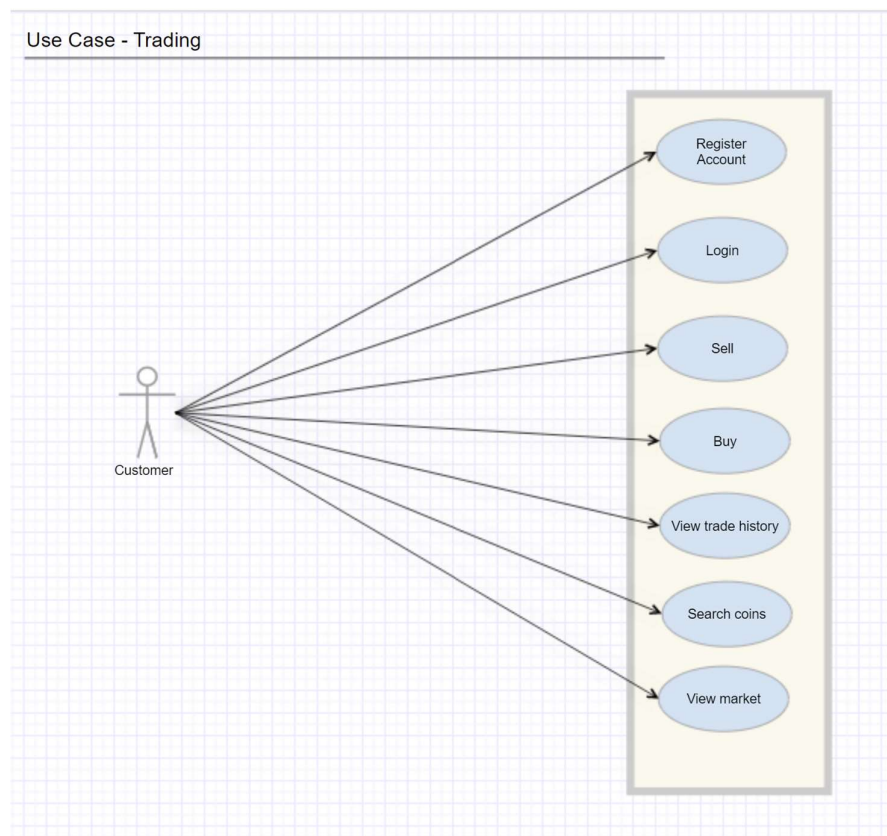 Use Case - Trading
Register
Account
Login
Sell
Buy
Customer
View trade history
Search coins
View market